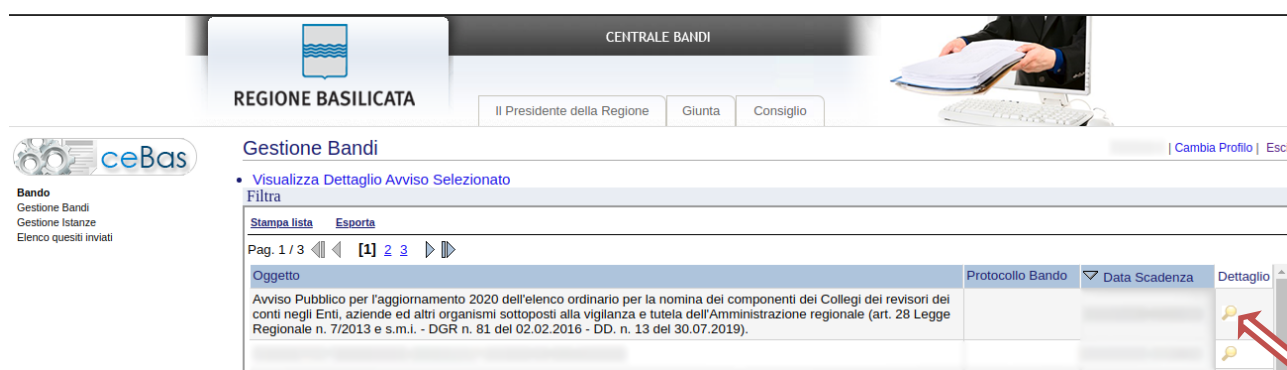 CENTRALE BANDI
REGIONE BASILICATA
Il Presidente della Regione
Giunta
Consiglio
ceBas
Gestione Bandi
| Cambia Profilo |
Visualizza Dettaglio Avviso Selezionato
Filtra
Bando
Gestione Bandi
Gestione Istanze
Elenco quesiti inviati
Stampa lista Esporta
Pag. 1 / 3 [1] 2 3
Oggetto Protocollo Bando Data Scadenza Dettaglio
Avviso Pubblico per l'aggiornamento 2020 dell'elenco ordinario per la nomina dei componenti dei Collegi dei revisori dei
conti negli Enti, aziende ed altri organismi sottoposti alla vigilanza e tutela dell'Amministrazione regionale (art. 28 Legge
Regionale n. 7/2013 e s.m.i. - DGR n. 81 del 02.02.2016 - DD. n. 13 del 30.07.2019).